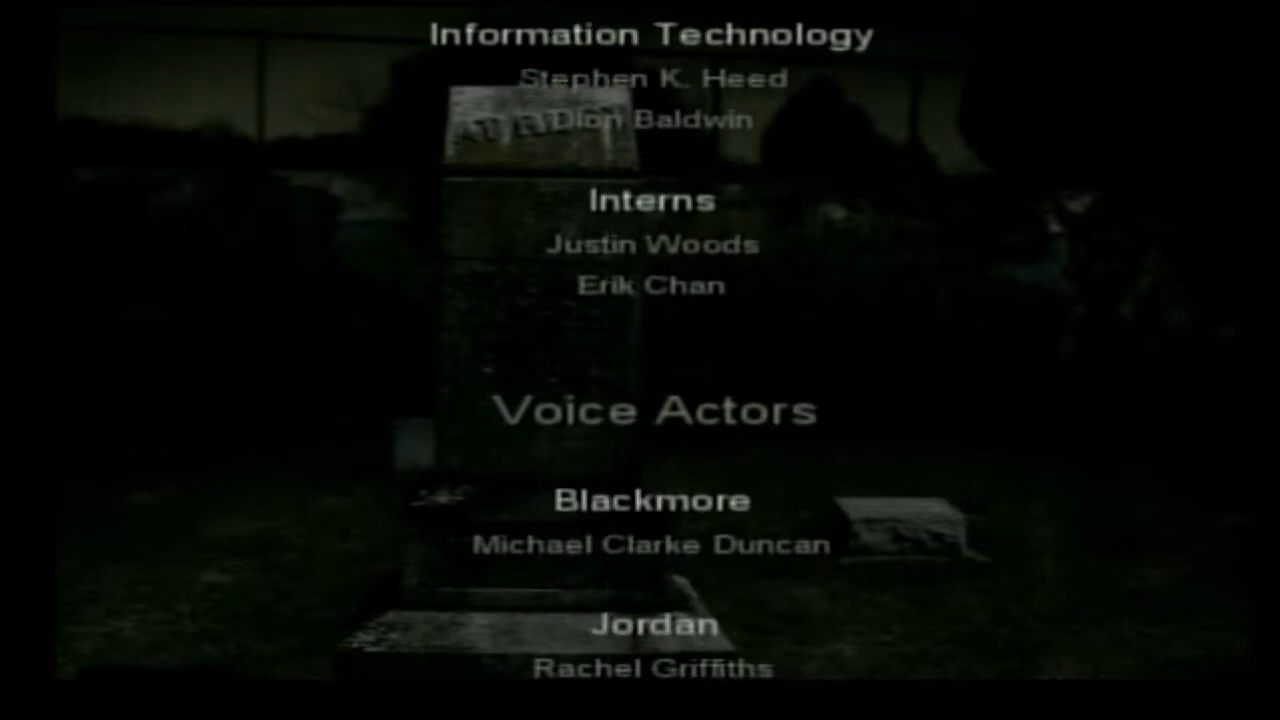 Information Technology
Stephen K. Heed
Dion Baldwin
Interns
Justin Woods
Erik Chan
Voice Actors
Blackmore
Michael Clarke Duncan
Jordan
Rachel Griffiths